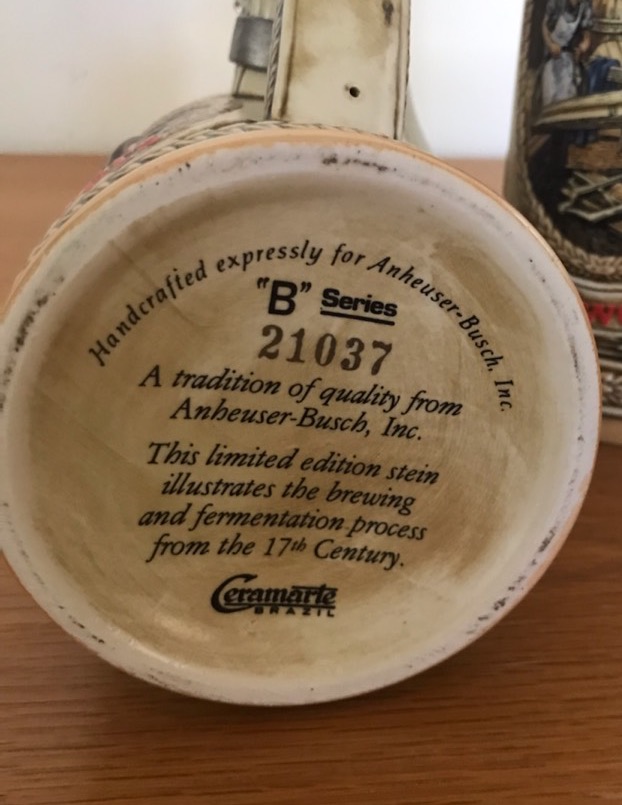 Handcrafted expressly for Anheuser-Busch, Inc.
"B" Series
21037
A tradition of quality from
Anheuser-Busch, Inc.
This limited edition stein
illustrates the brewing
and fermentation process
from the 17th Century.
Ceramarte
BRAZIL